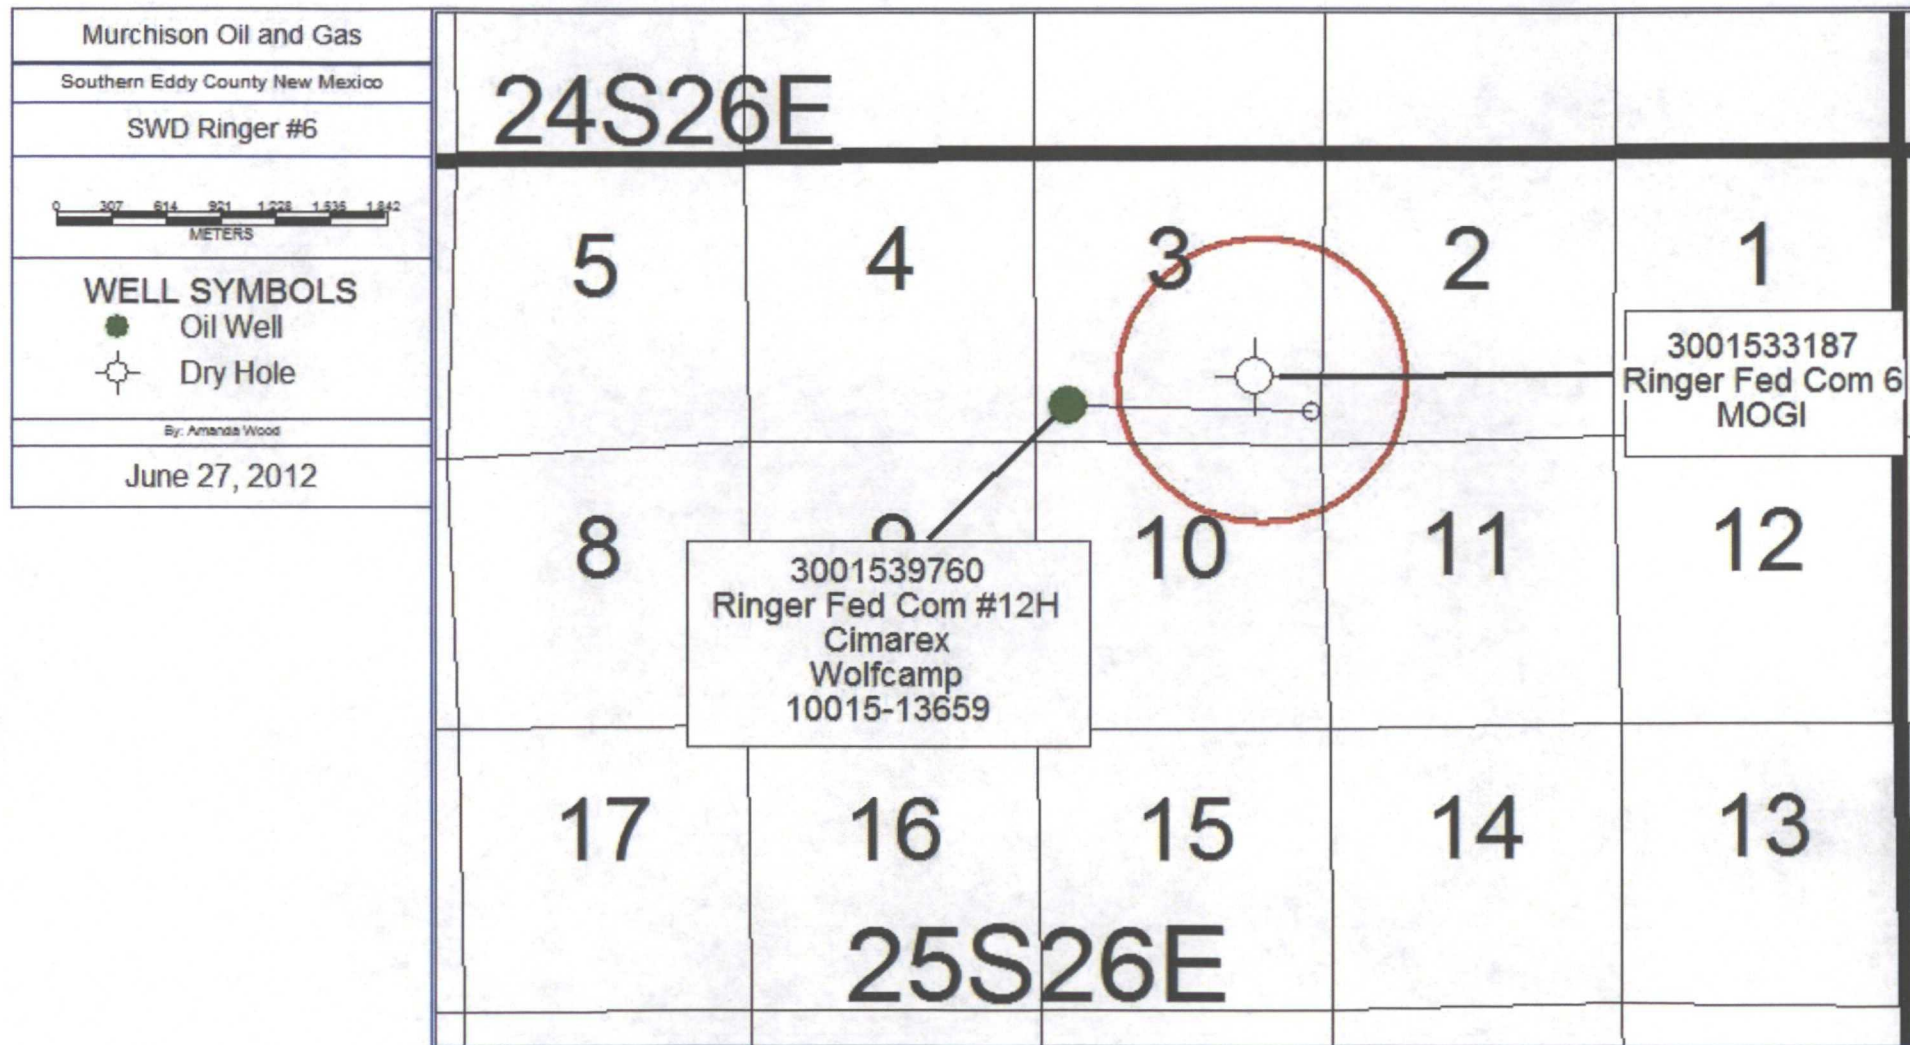 Murchison Oil and Gas
Southern Eddy County New Mexico
SWD Ringer #6
0 307 614 921 1,228 1,535 1,842
METERS
WELL SYMBOLS
Oil Well
Dry Hole
By: Amanda Wood
June 27, 2012
24S26E
5 4 3 2 1
3001533187
Ringer Fed Com 6
MOGI
8 9 10 11 12
3001539760
Ringer Fed Com #12H
Cimarex
Wolfcamp
10015-13659
17 16 15 14 13
25S26E